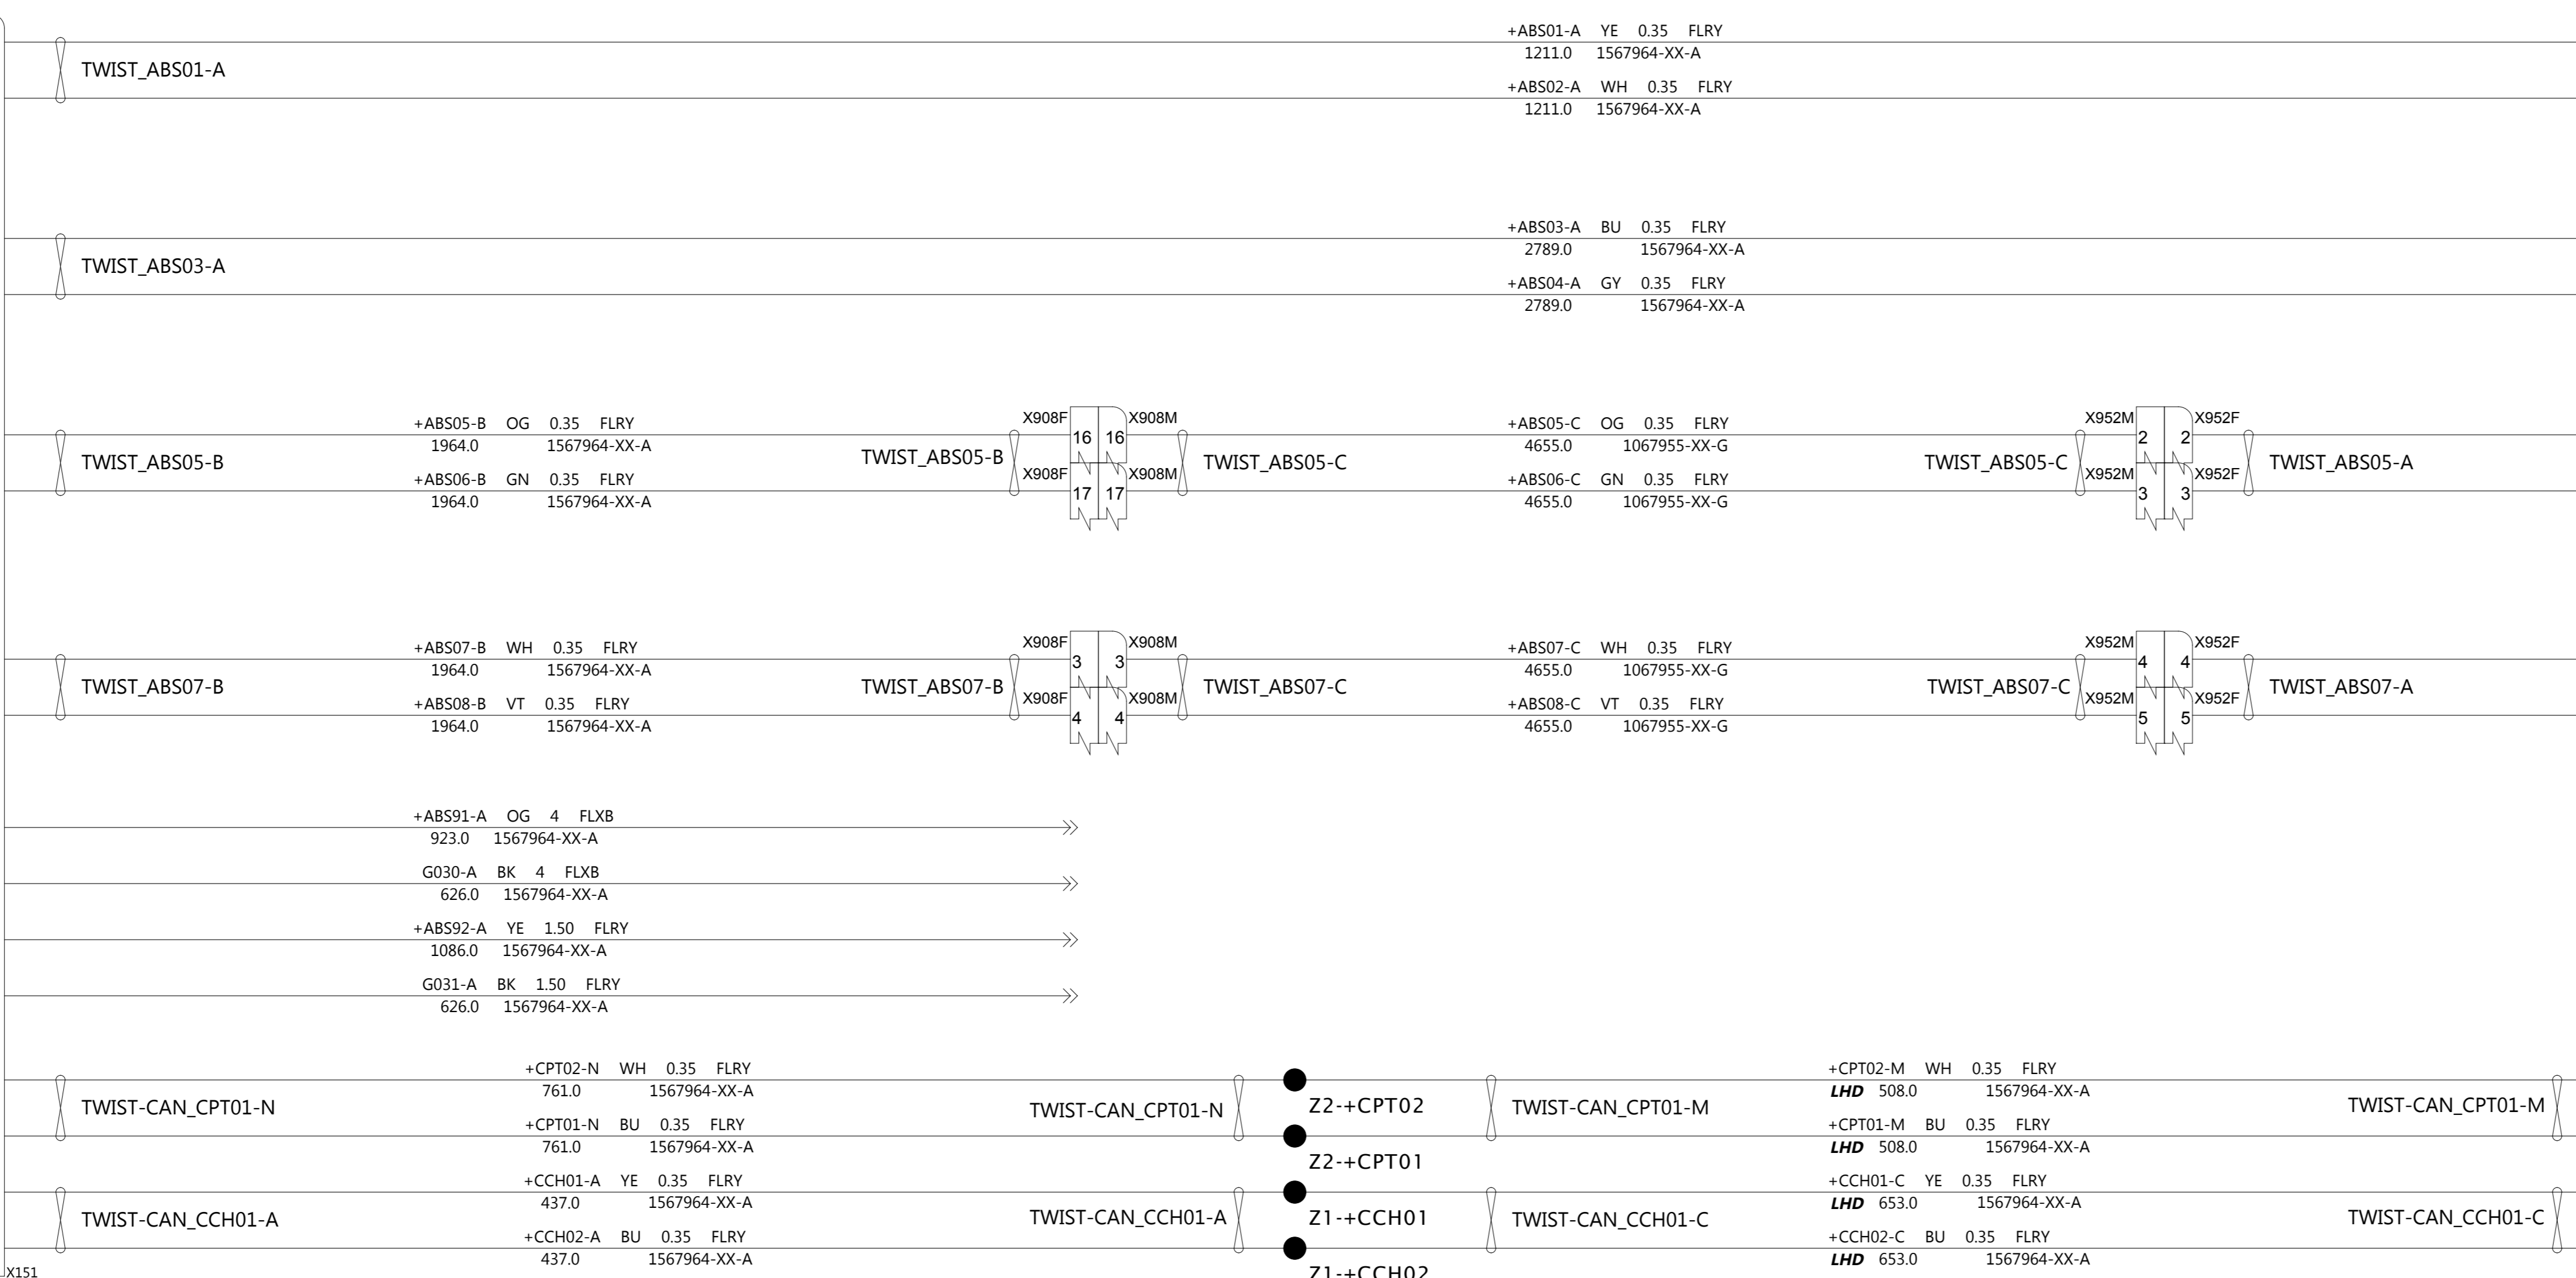 +ABS01-A YE 0.35 FLRY
1211.0 1567964-XX-A
TWIST_ABS01-A
+ABS02-A WH 0.35 FLRY
1211.0 1567964-XX-A
+ABS03-A BU 0.35 FLRY
2789.0 1567964-XX-A
TWIST_ABS03-A
+ABS04-A GY 0.35 FLRY
2789.0 1567964-XX-A
+ABS05-B OG 0.35 FLRY X908F 16 16 X908M +ABS05-C OG 0.35 FLRY X952M 2 2 X952F
1964.0 1567964-XX-A 4655.0 1067955-XX-G
TWIST_ABS05-B TWIST_ABS05-B TWIST_ABS05-C TWIST_ABS05-C TWIST_ABS05-A
+ABS06-B GN 0.35 FLRY X908F 17 17 X908M +ABS06-C GN 0.35 FLRY X952M 3 3 X952F
1964.0 1567964-XX-A 4655.0 1067955-XX-G
+ABS07-B WH 0.35 FLRY X908F 3 3 X908M +ABS07-C WH 0.35 FLRY X952M 4 4 X952F
1964.0 1567964-XX-A 4655.0 1067955-XX-G
TWIST_ABS07-B TWIST_ABS07-B TWIST_ABS07-C TWIST_ABS07-C TWIST_ABS07-A
+ABS08-B VT 0.35 FLRY X908F 4 4 X908M +ABS08-C VT 0.35 FLRY X952M 5 5 X952F
1964.0 1567964-XX-A 4655.0 1067955-XX-G
+ABS91-A OG 4 FLXB
923.0 1567964-XX-A
G030-A BK 4 FLXB
626.0 1567964-XX-A
+ABS92-A YE 1.50 FLRY
1086.0 1567964-XX-A
G031-A BK 1.50 FLRY
626.0 1567964-XX-A
+CPT02-N WH 0.35 FLRY +CPT02-M WH 0.35 FLRY
761.0 1567964-XX-A LHD 508.0 1567964-XX-A
TWIST-CAN_CPT01-N TWIST-CAN_CPT01-N Z2-+CPT02 TWIST-CAN_CPT01-M TWIST-CAN_CPT01-M
+CPT01-N BU 0.35 FLRY +CPT01-M BU 0.35 FLRY
761.0 1567964-XX-A LHD 508.0 1567964-XX-A
Z2-+CPT01
+CCH01-A YE 0.35 FLRY +CCH01-C YE 0.35 FLRY
437.0 1567964-XX-A LHD 653.0 1567964-XX-A
TWIST-CAN_CCH01-A TWIST-CAN_CCH01-A Z1-+CCH01 TWIST-CAN_CCH01-C TWIST-CAN_CCH01-C
+CCH02-A BU 0.35 FLRY +CCH02-C BU 0.35 FLRY
437.0 1567964-XX-A LHD 653.0 1567964-XX-A
X151 Z1-+CCH02